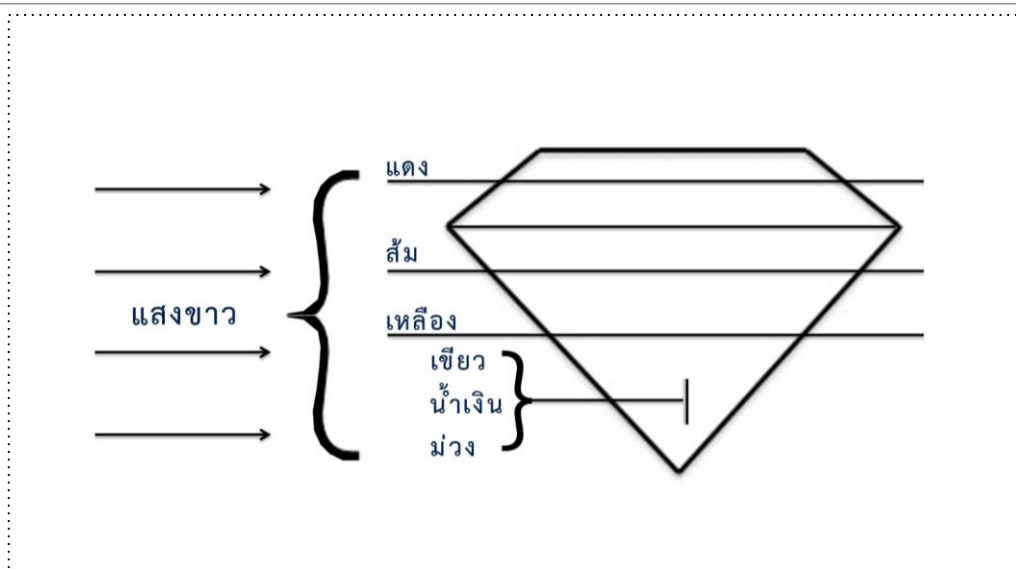 แดง
ส้ม
แสงขาว
เหลือง
เขียว
น้ำเงิน
ม่วง